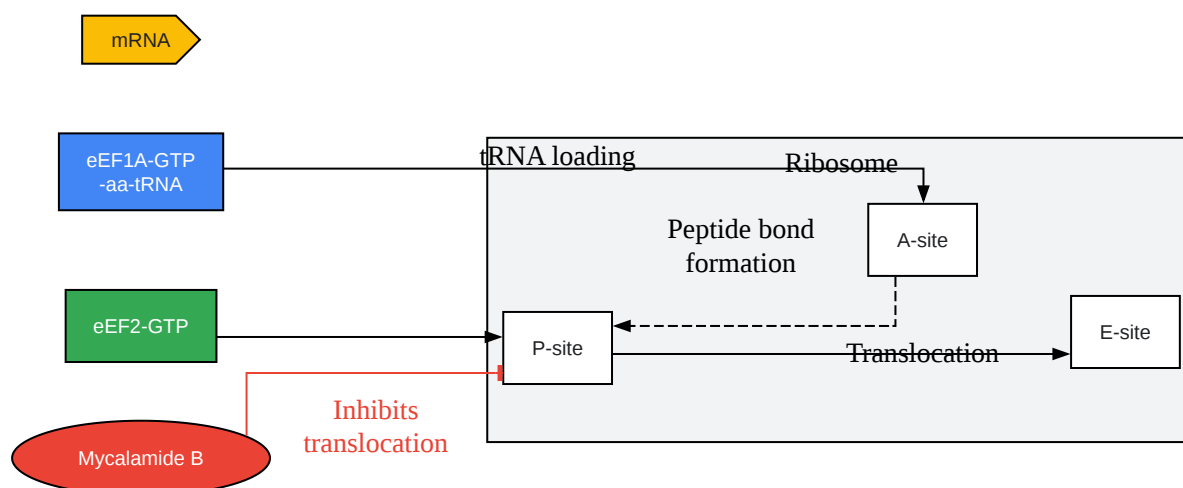 mRNA
eEF1A-GTP
-aa-tRNA
tRNA loading
Ribosome
Peptide bond
formation
A-site
eEF2-GTP
P-site
Translocation
E-site
Inhibits
translocation
Mycalamide B